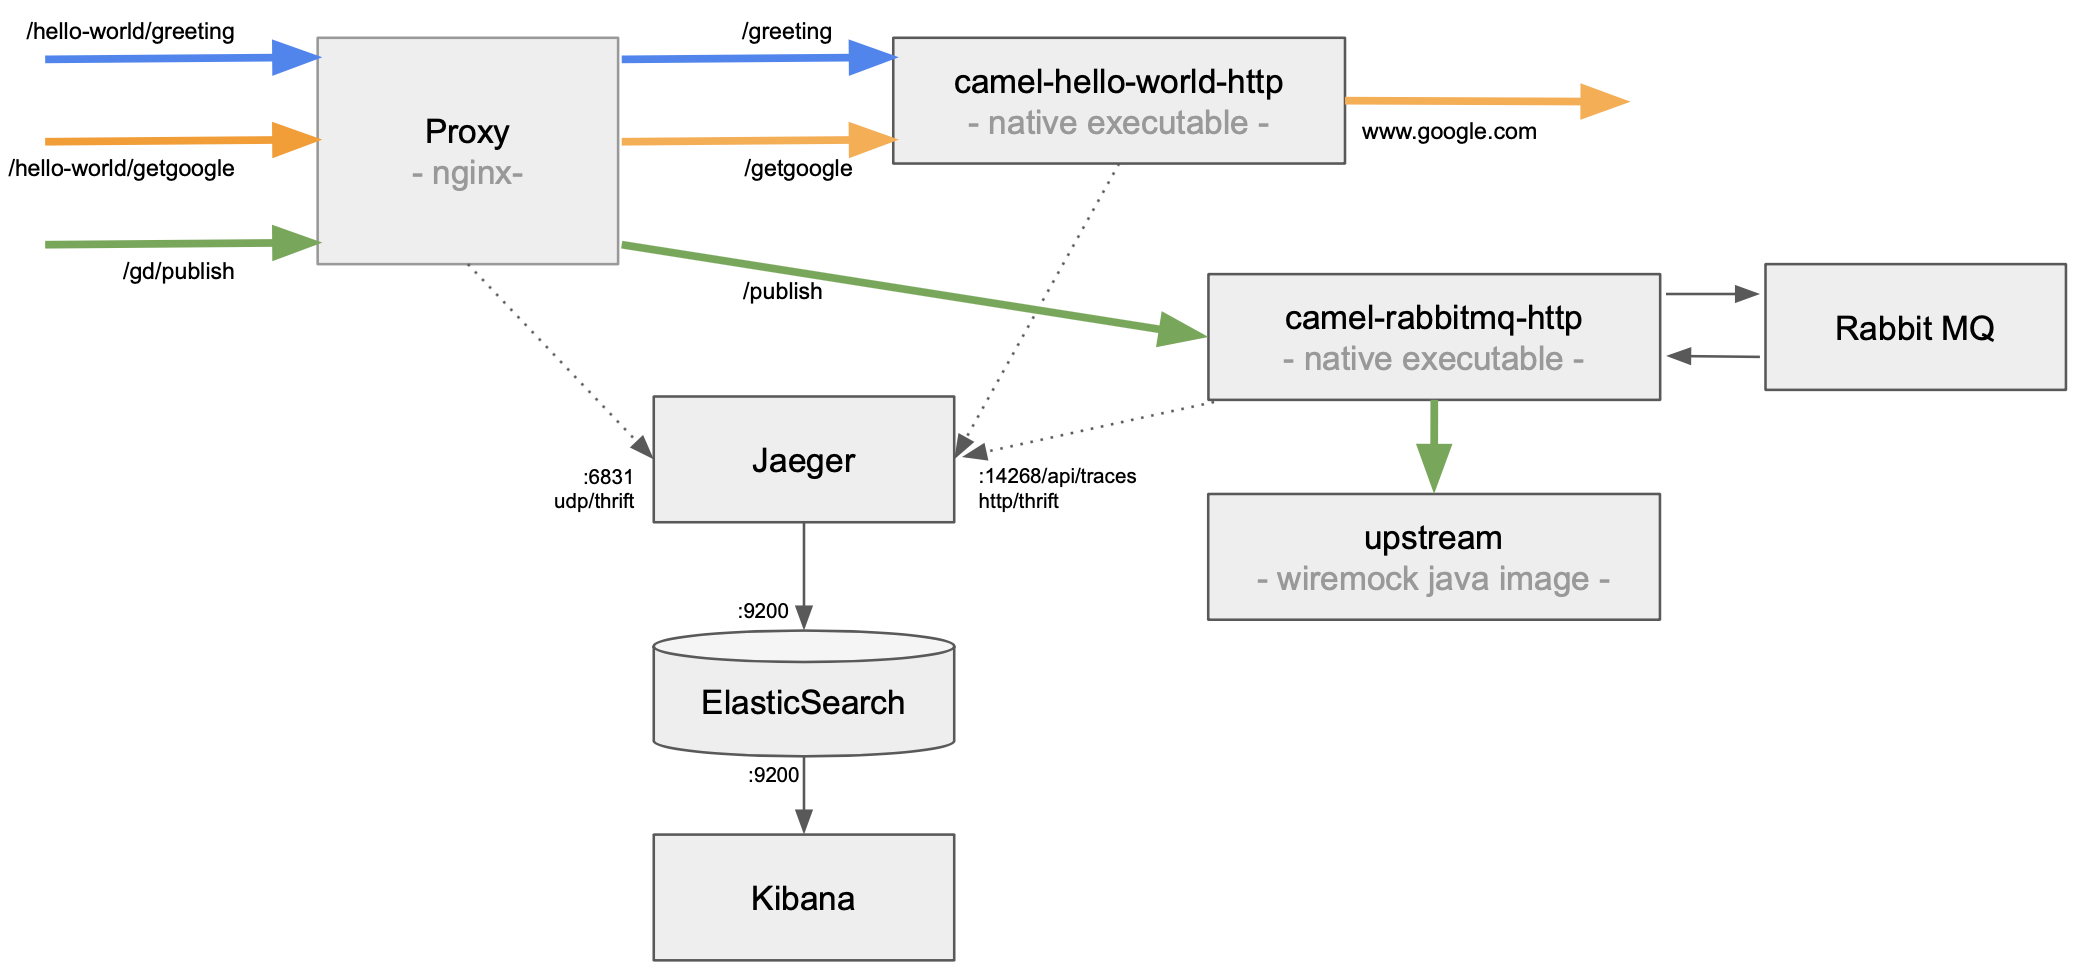 /hello-world/greeting
/hello-world/getgoogle
/gd/publish
Proxy
- nginx-
/greeting
/getgoogle
/publish
camel-hello-world-http
- native executable -
www.google.com
camel-rabbitmq-http
- native executable -
Rabbit MQ
Jaeger
:6831
udp/thrift
:14268/api/traces
http/thrift
upstream
- wiremock java image -
:9200
ElasticSearch
:9200
Kibana